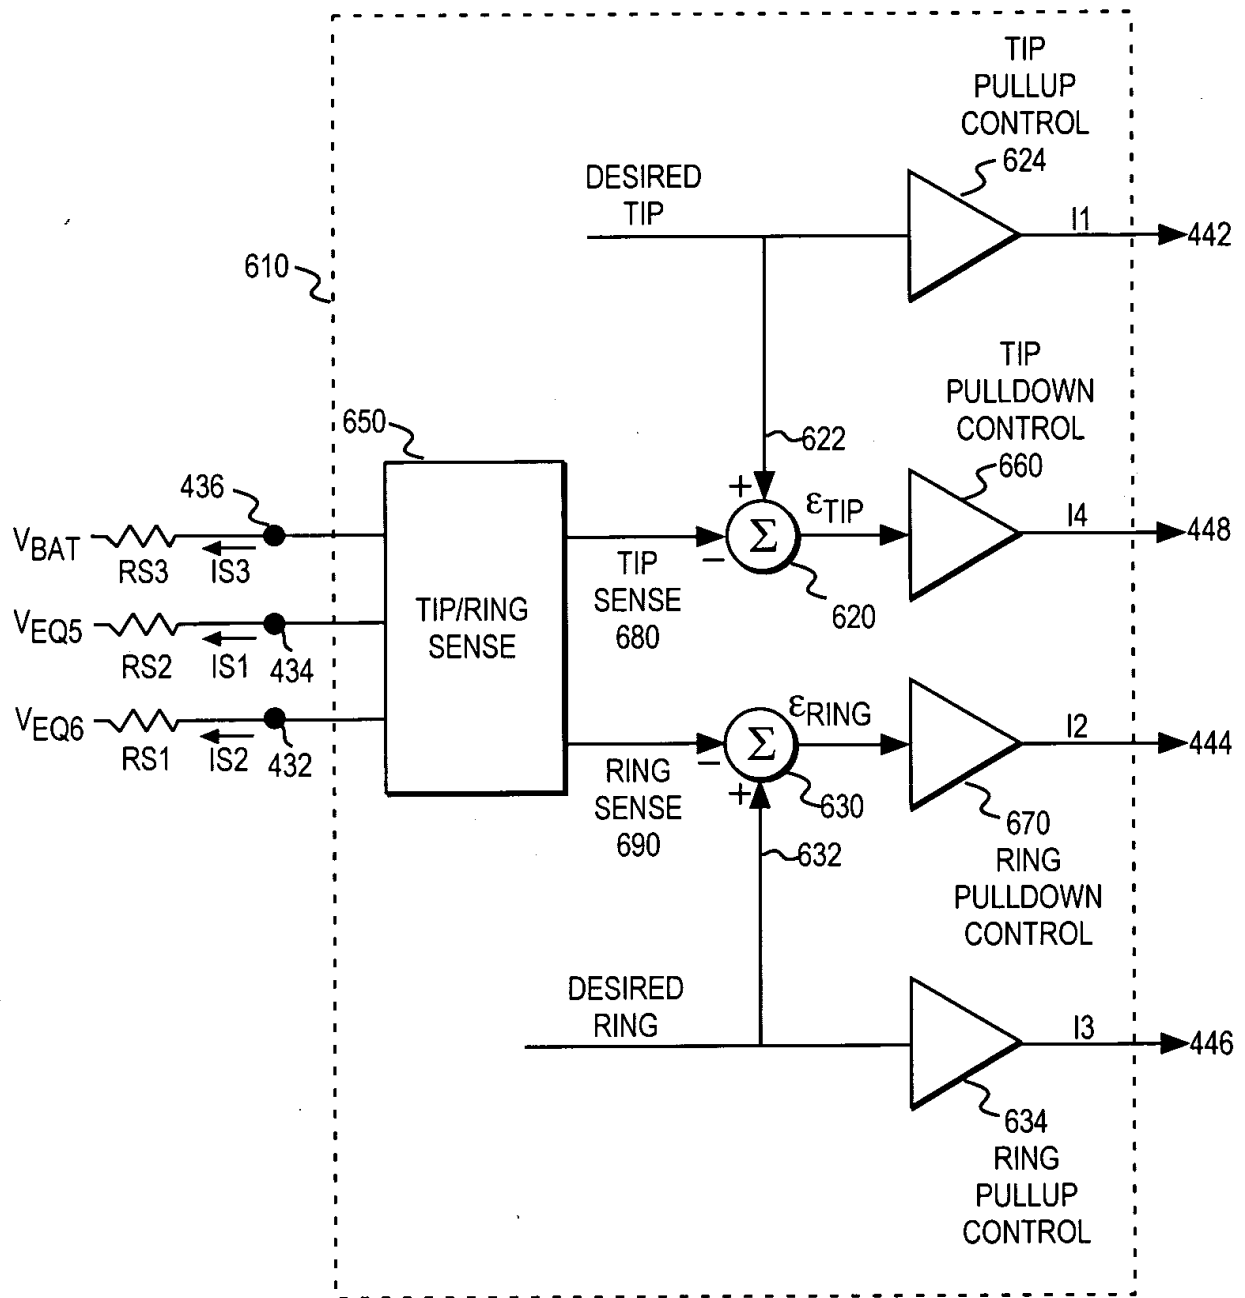 TIP
PULLUP
CONTROL
624
DESIRED
TIP
I1
442
610
TIP
PULLDOWN
CONTROL
660
650
622
436
+
εTIP
I4
448
VBAT
RS3
IS3
Σ
−
TIP
SENSE
680
620
TIP/RING
SENSE
VEQ5
RS2
IS1
434
VEQ6
RS1
IS2
432
εRING
Σ
−
+
I2
444
RING
SENSE
690
630
632
670
RING
PULLDOWN
CONTROL
DESIRED
RING
I3
446
634
RING
PULLUP
CONTROL